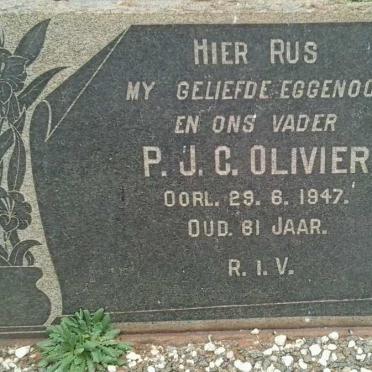 HIER RUS
MY GELIEFDE EGGENOO
EN ONS VADER
P. J. C. OLIVIER
OORL. 29. 6. 1947.
OUD. 61 JAAR.
R. I. V.